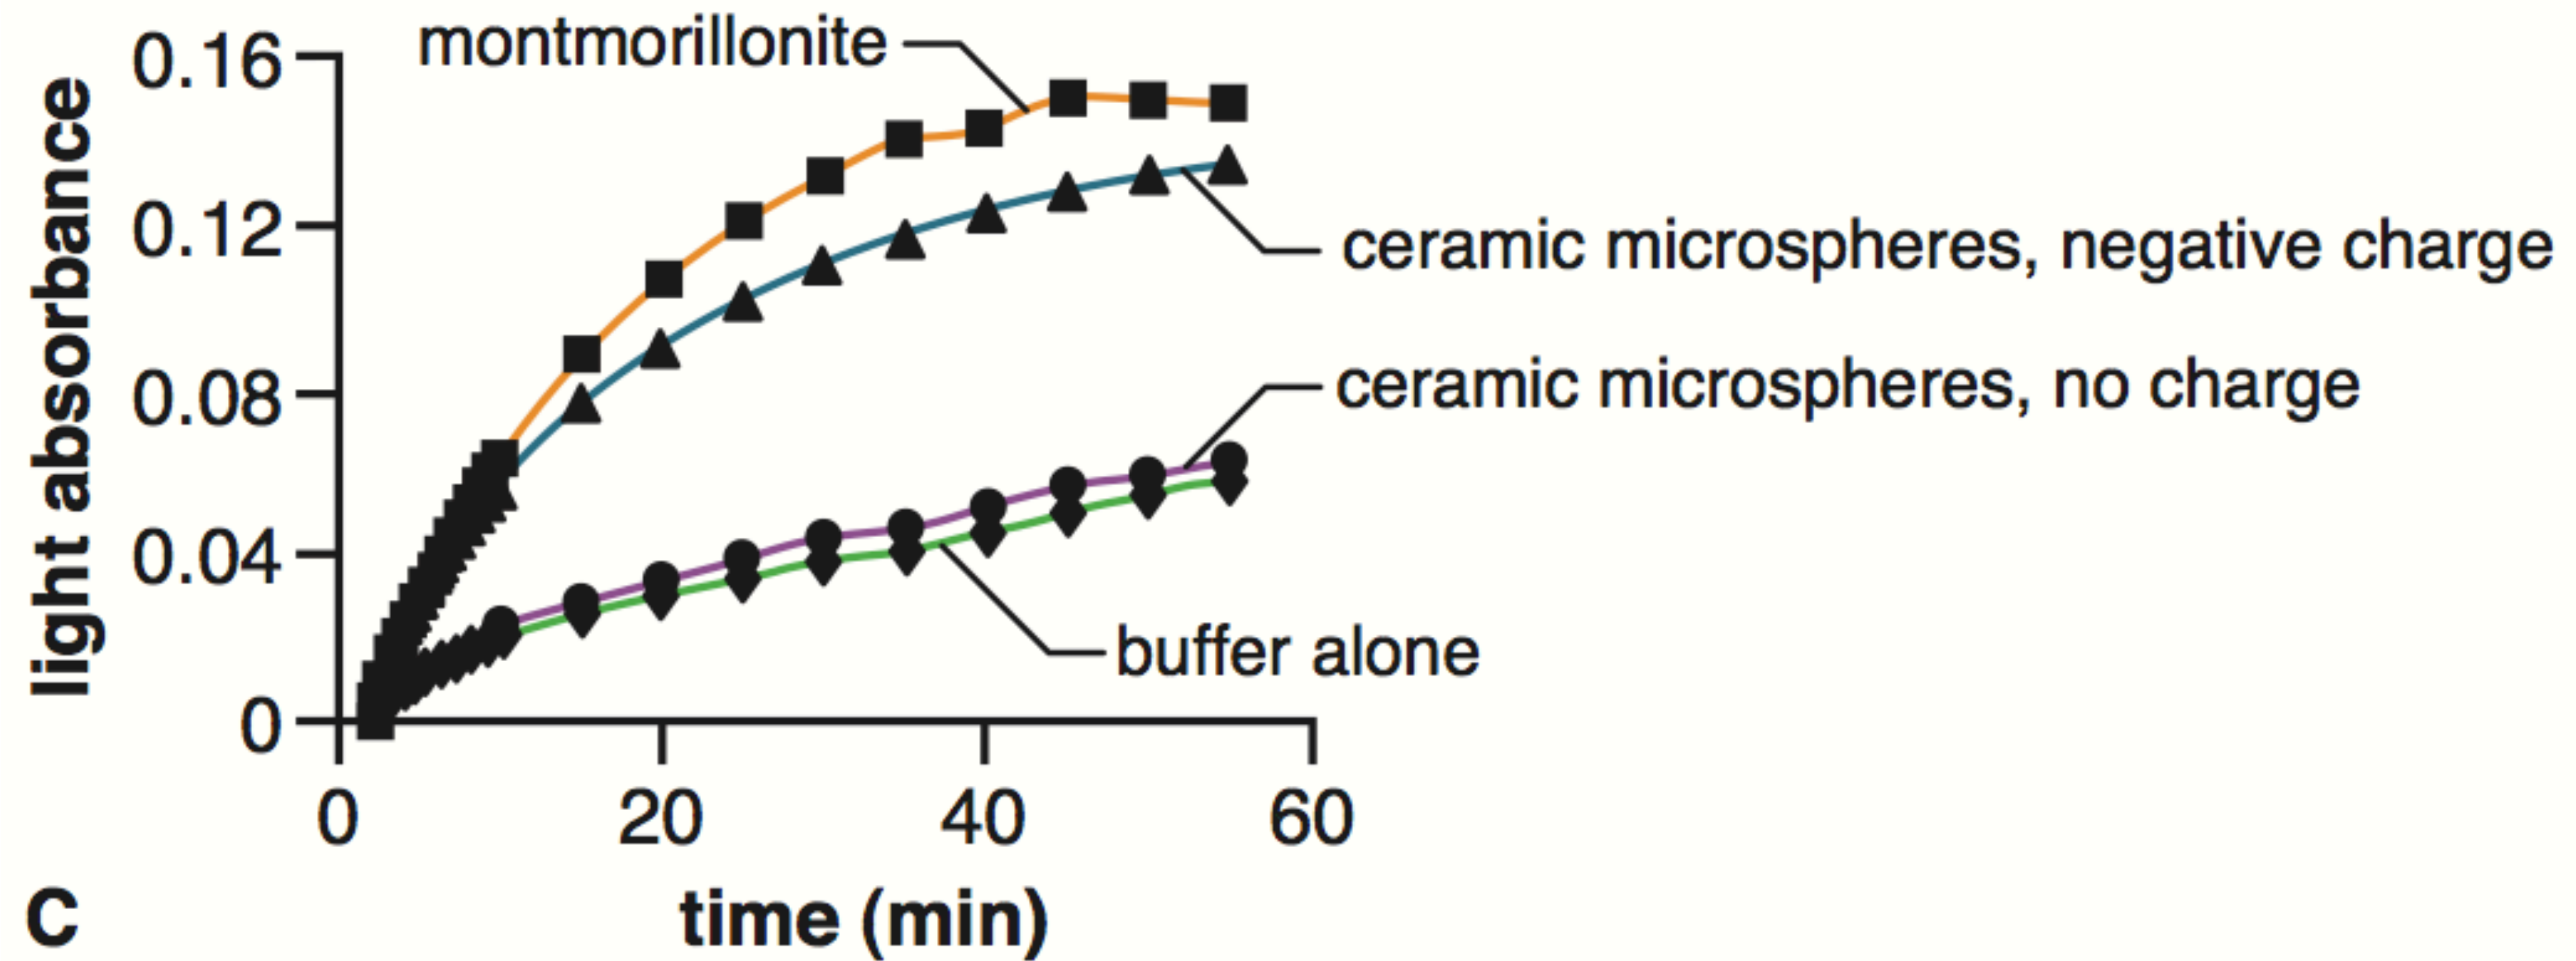 montmorillonite
0.16
0.12
0.08
0.04
0
light absorbance
ceramic microspheres, negative charge
ceramic microspheres, no charge
buffer alone
0 20 40 60
C
time (min)